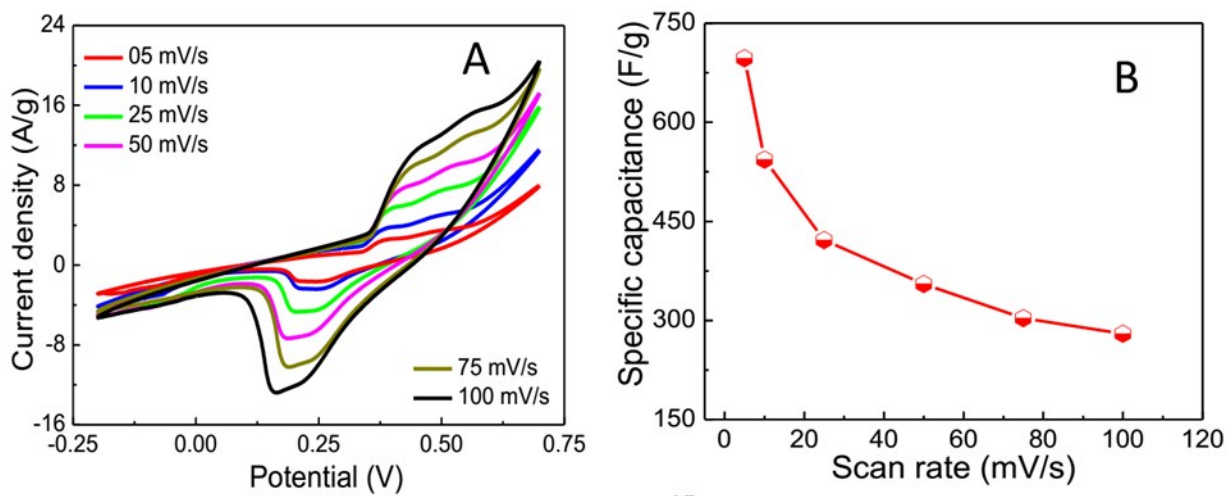 24
16
8
0
-8
-16
-0.25
0.00
0.25
0.50
0.75
Current density (A/g)
Potential (V)
05 mV/s
10 mV/s
25 mV/s
50 mV/s
75 mV/s
100 mV/s
A
750
600
450
300
150
0
20
40
60
80
100
120
Specific capacitance (F/g)
Scan rate (mV/s)
B